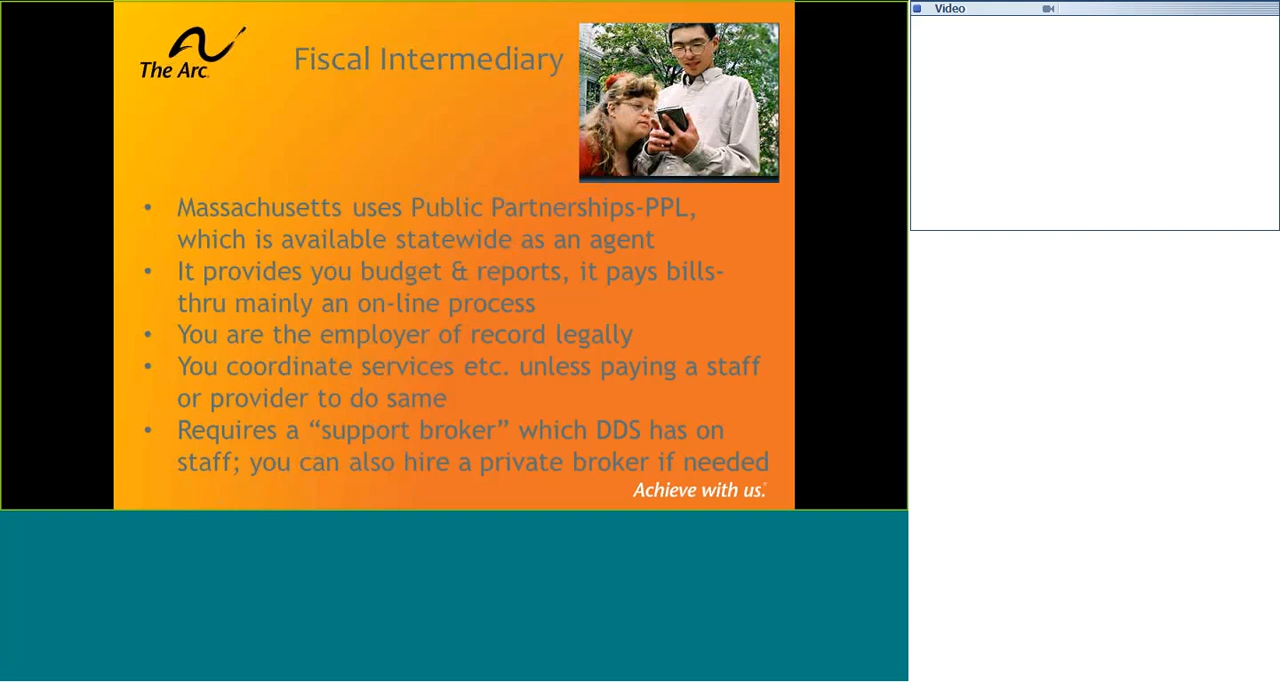 Video
The Arc
Fiscal Intermediary
• Massachusetts uses Public Partnerships-PPL,
which is available statewide as an agent
• It provides you budget & reports, it pays bills-
thru mainly an on-line process
• You are the employer of record legally
• You coordinate services etc. unless paying a staff
or provider to do same
• Requires a “support broker” which DDS has on
staff; you can also hire a private broker if needed
Achieve with us.